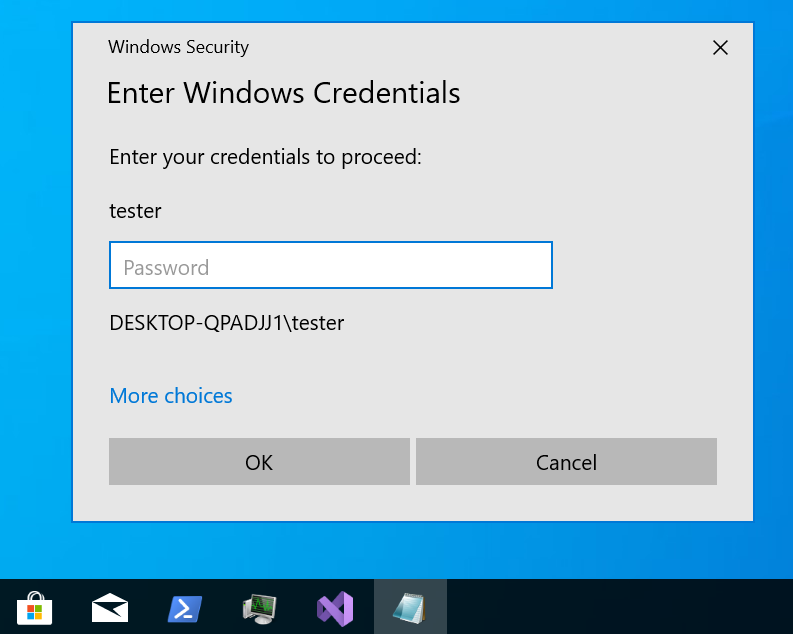 Windows Security
Enter Windows Credentials
Enter your credentials to proceed:
tester
Password
DESKTOP-QPADJJ1\tester
More choices
OK
Cancel